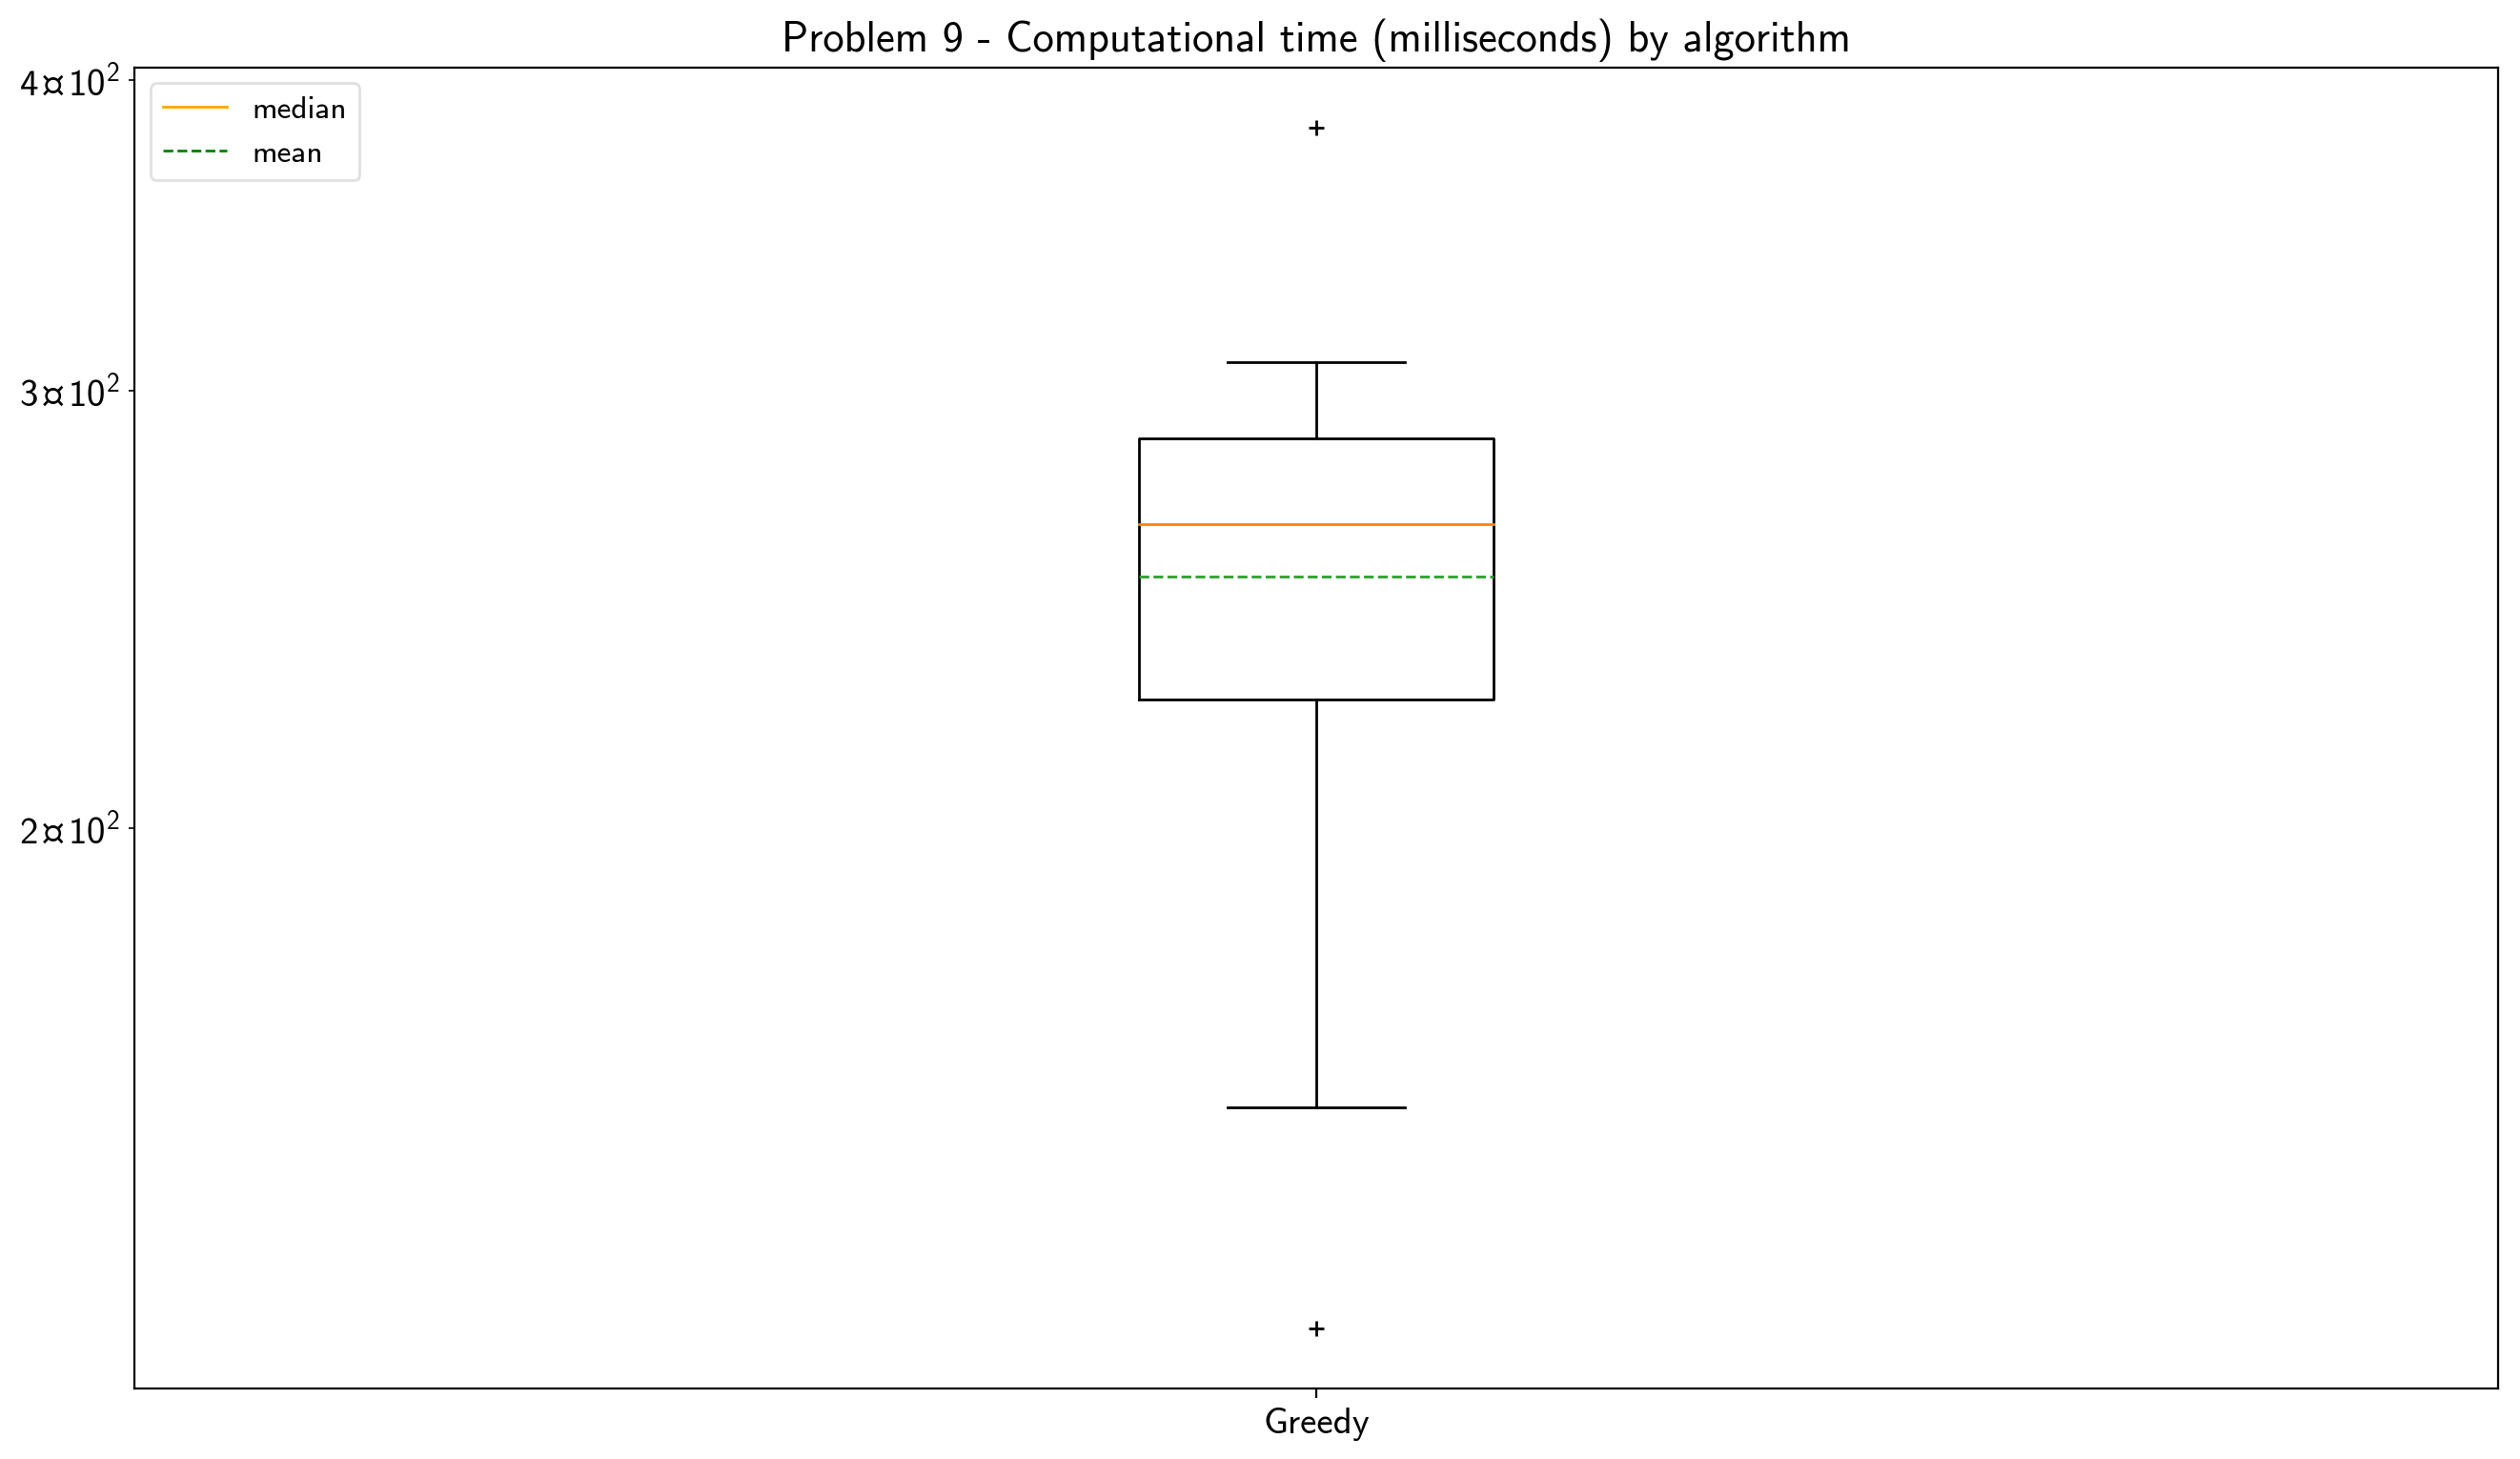 Problem 9 - Computational time (milliseconds) by algorithm
4¤10²
median
mean
3¤10²
2¤10²
Greedy